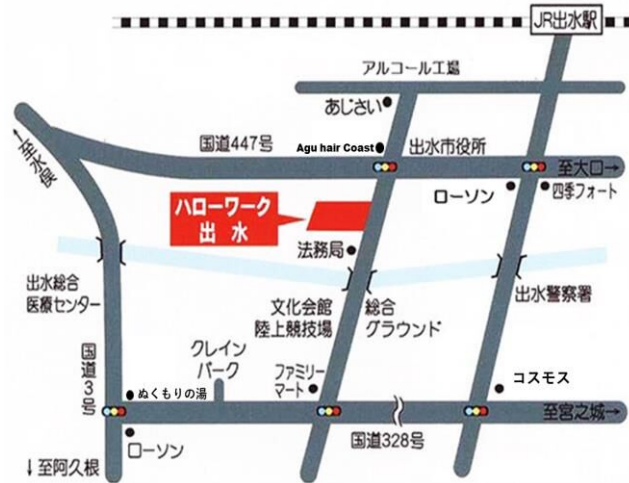 JR出水駅
アルコール工場
あじさい
国道447号
Agu hair Coast
出水市役所
至大口→
←至水俣
ローソン
四季フォート
ハローワーク
出水
法務局
出水総合
医療センター
文化会館
陸上競技場
総合
グラウンド
出水警察署
国道3号
クレイン
パーク
ぬくもりの湯
ファミリー
マート
コスモス
至宮之城→
ローソン
国道328号
↓至阿久根